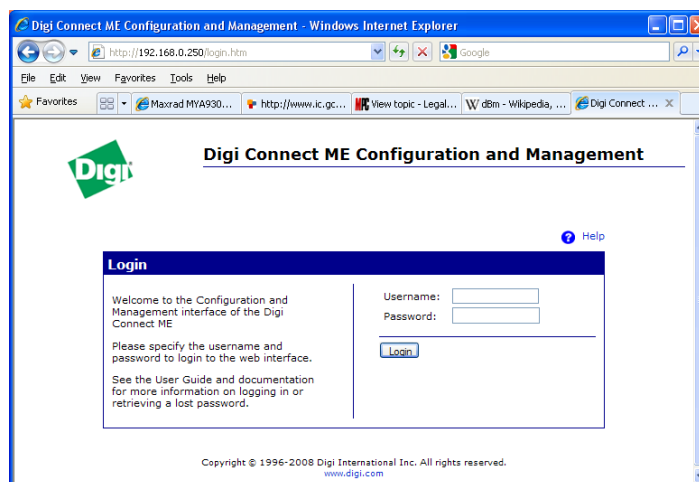 Digi Connect ME Configuration and Management - Windows Internet Explorer
http://192.168.0.250/login.htm
Google
File Edit View Favorites Tools Help
Favorites
Maxrad MYA930...
http://www.ic.gc...
View topic - Legal...
W dBm - Wikipedia, ...
Digi Connect ...
Digi
Digi Connect ME Configuration and Management
Help
Login
Welcome to the Configuration and
Management interface of the Digi
Connect ME
Please specify the username and
password to login to the web interface.
See the User Guide and documentation
for more information on logging in or
retrieving a lost password.
Username:
Password:
Login
Copyright © 1996-2008 Digi International Inc. All rights reserved.
www.digi.com